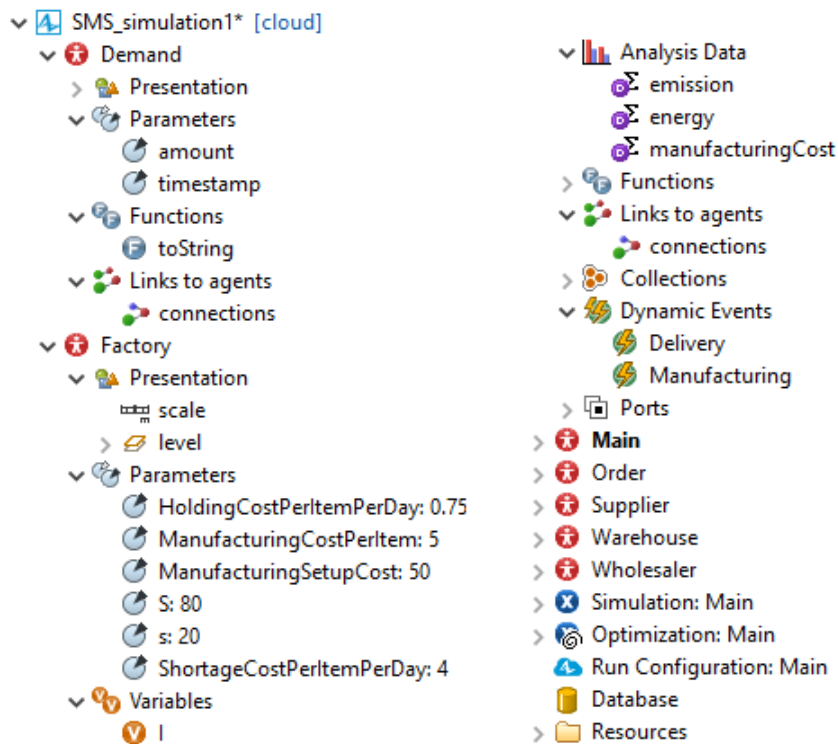 SMS_simulation1* [cloud]
Demand
Presentation
Parameters
amount
timestamp
Functions
toString
Links to agents
connections
Factory
Presentation
scale
level
Parameters
HoldingCostPerItemPerDay: 0.75
ManufacturingCostPerItem: 5
ManufacturingSetupCost: 50
S: 80
s: 20
ShortageCostPerItemPerDay: 4
Variables
I
Analysis Data
emission
energy
manufacturingCost
Functions
Links to agents
connections
Collections
Dynamic Events
Delivery
Manufacturing
Ports
Main
Order
Supplier
Warehouse
Wholesaler
Simulation: Main
Optimization: Main
Run Configuration: Main
Database
Resources